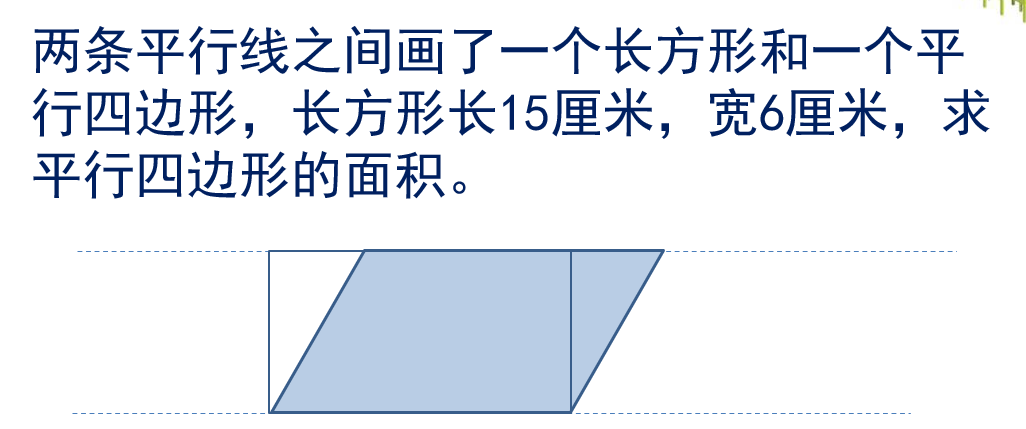 两条平行线之间画了一个长方形和一个平
行四边形，长方形长15厘米，宽6厘米，求
平行四边形的面积。